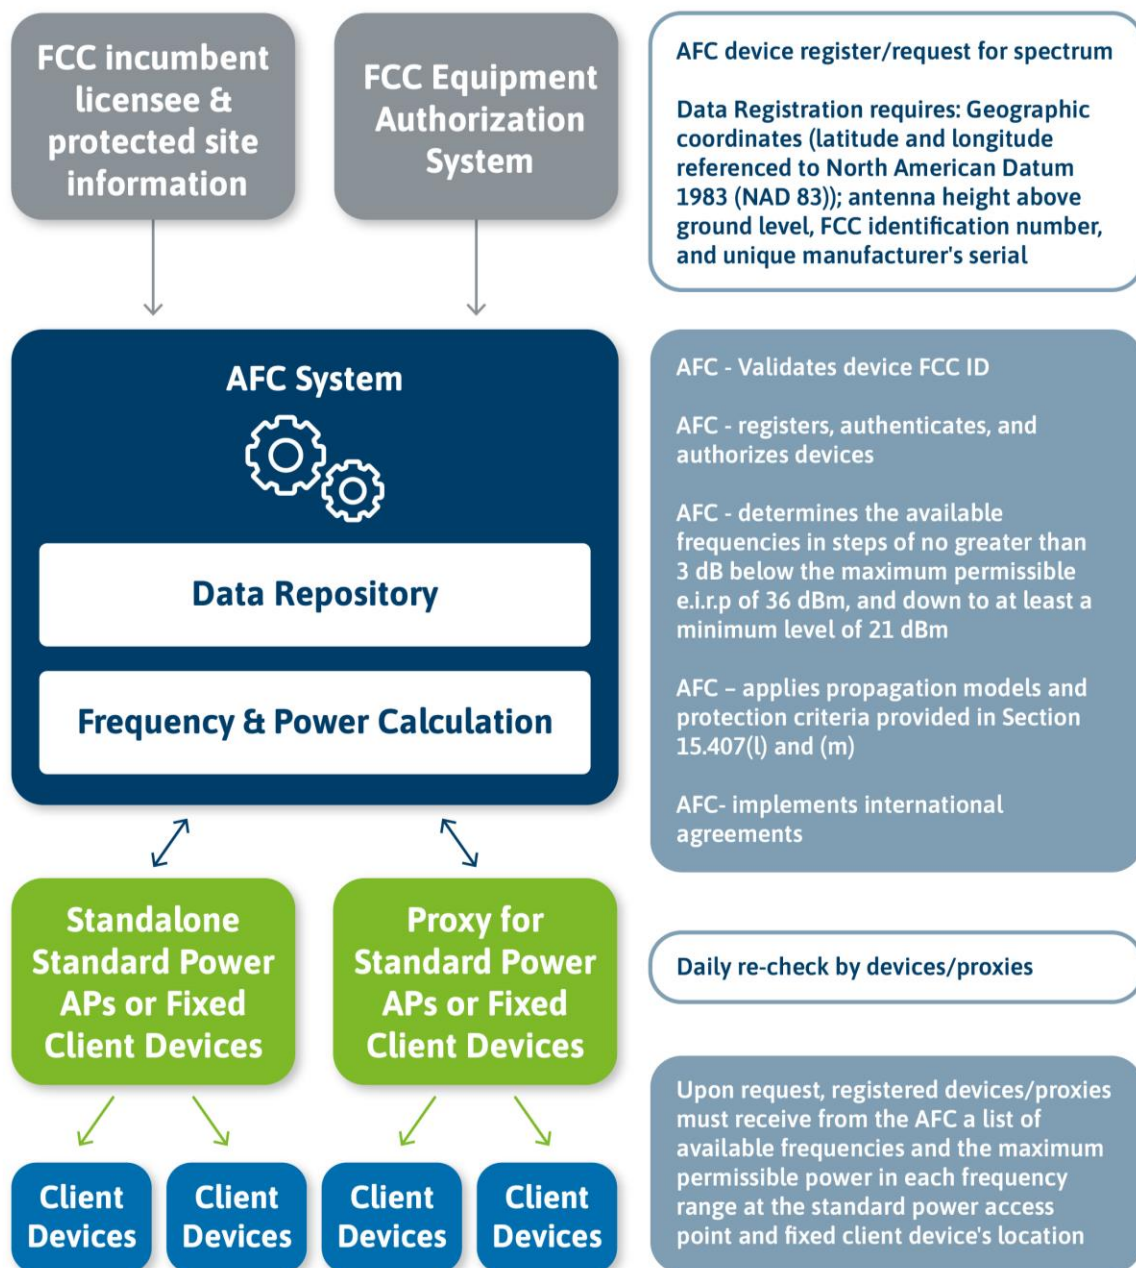 FCC incumbent
licensee &
protected site
information
FCC Equipment
Authorization
System
AFC device register/request for spectrum
Data Registration requires: Geographic
coordinates (latitude and longitude
referenced to North American Datum
1983 (NAD 83)); antenna height above
ground level, FCC identification number,
and unique manufacturer's serial
AFC System
Data Repository
Frequency & Power Calculation
AFC - Validates device FCC ID
AFC - registers, authenticates, and
authorizes devices
AFC - determines the available
frequencies in steps of no greater than
3 dB below the maximum permissible
e.i.r.p of 36 dBm, and down to at least a
minimum level of 21 dBm
AFC – applies propagation models and
protection criteria provided in Section
15.407(l) and (m)
AFC- implements international
agreements
Standalone
Standard Power
APs or Fixed
Client Devices
Proxy for
Standard Power
APs or Fixed
Client Devices
Daily re-check by devices/proxies
Client
Devices
Client
Devices
Client
Devices
Client
Devices
Upon request, registered devices/proxies
must receive from the AFC a list of
available frequencies and the maximum
permissible power in each frequency
range at the standard power access
point and fixed client device's location